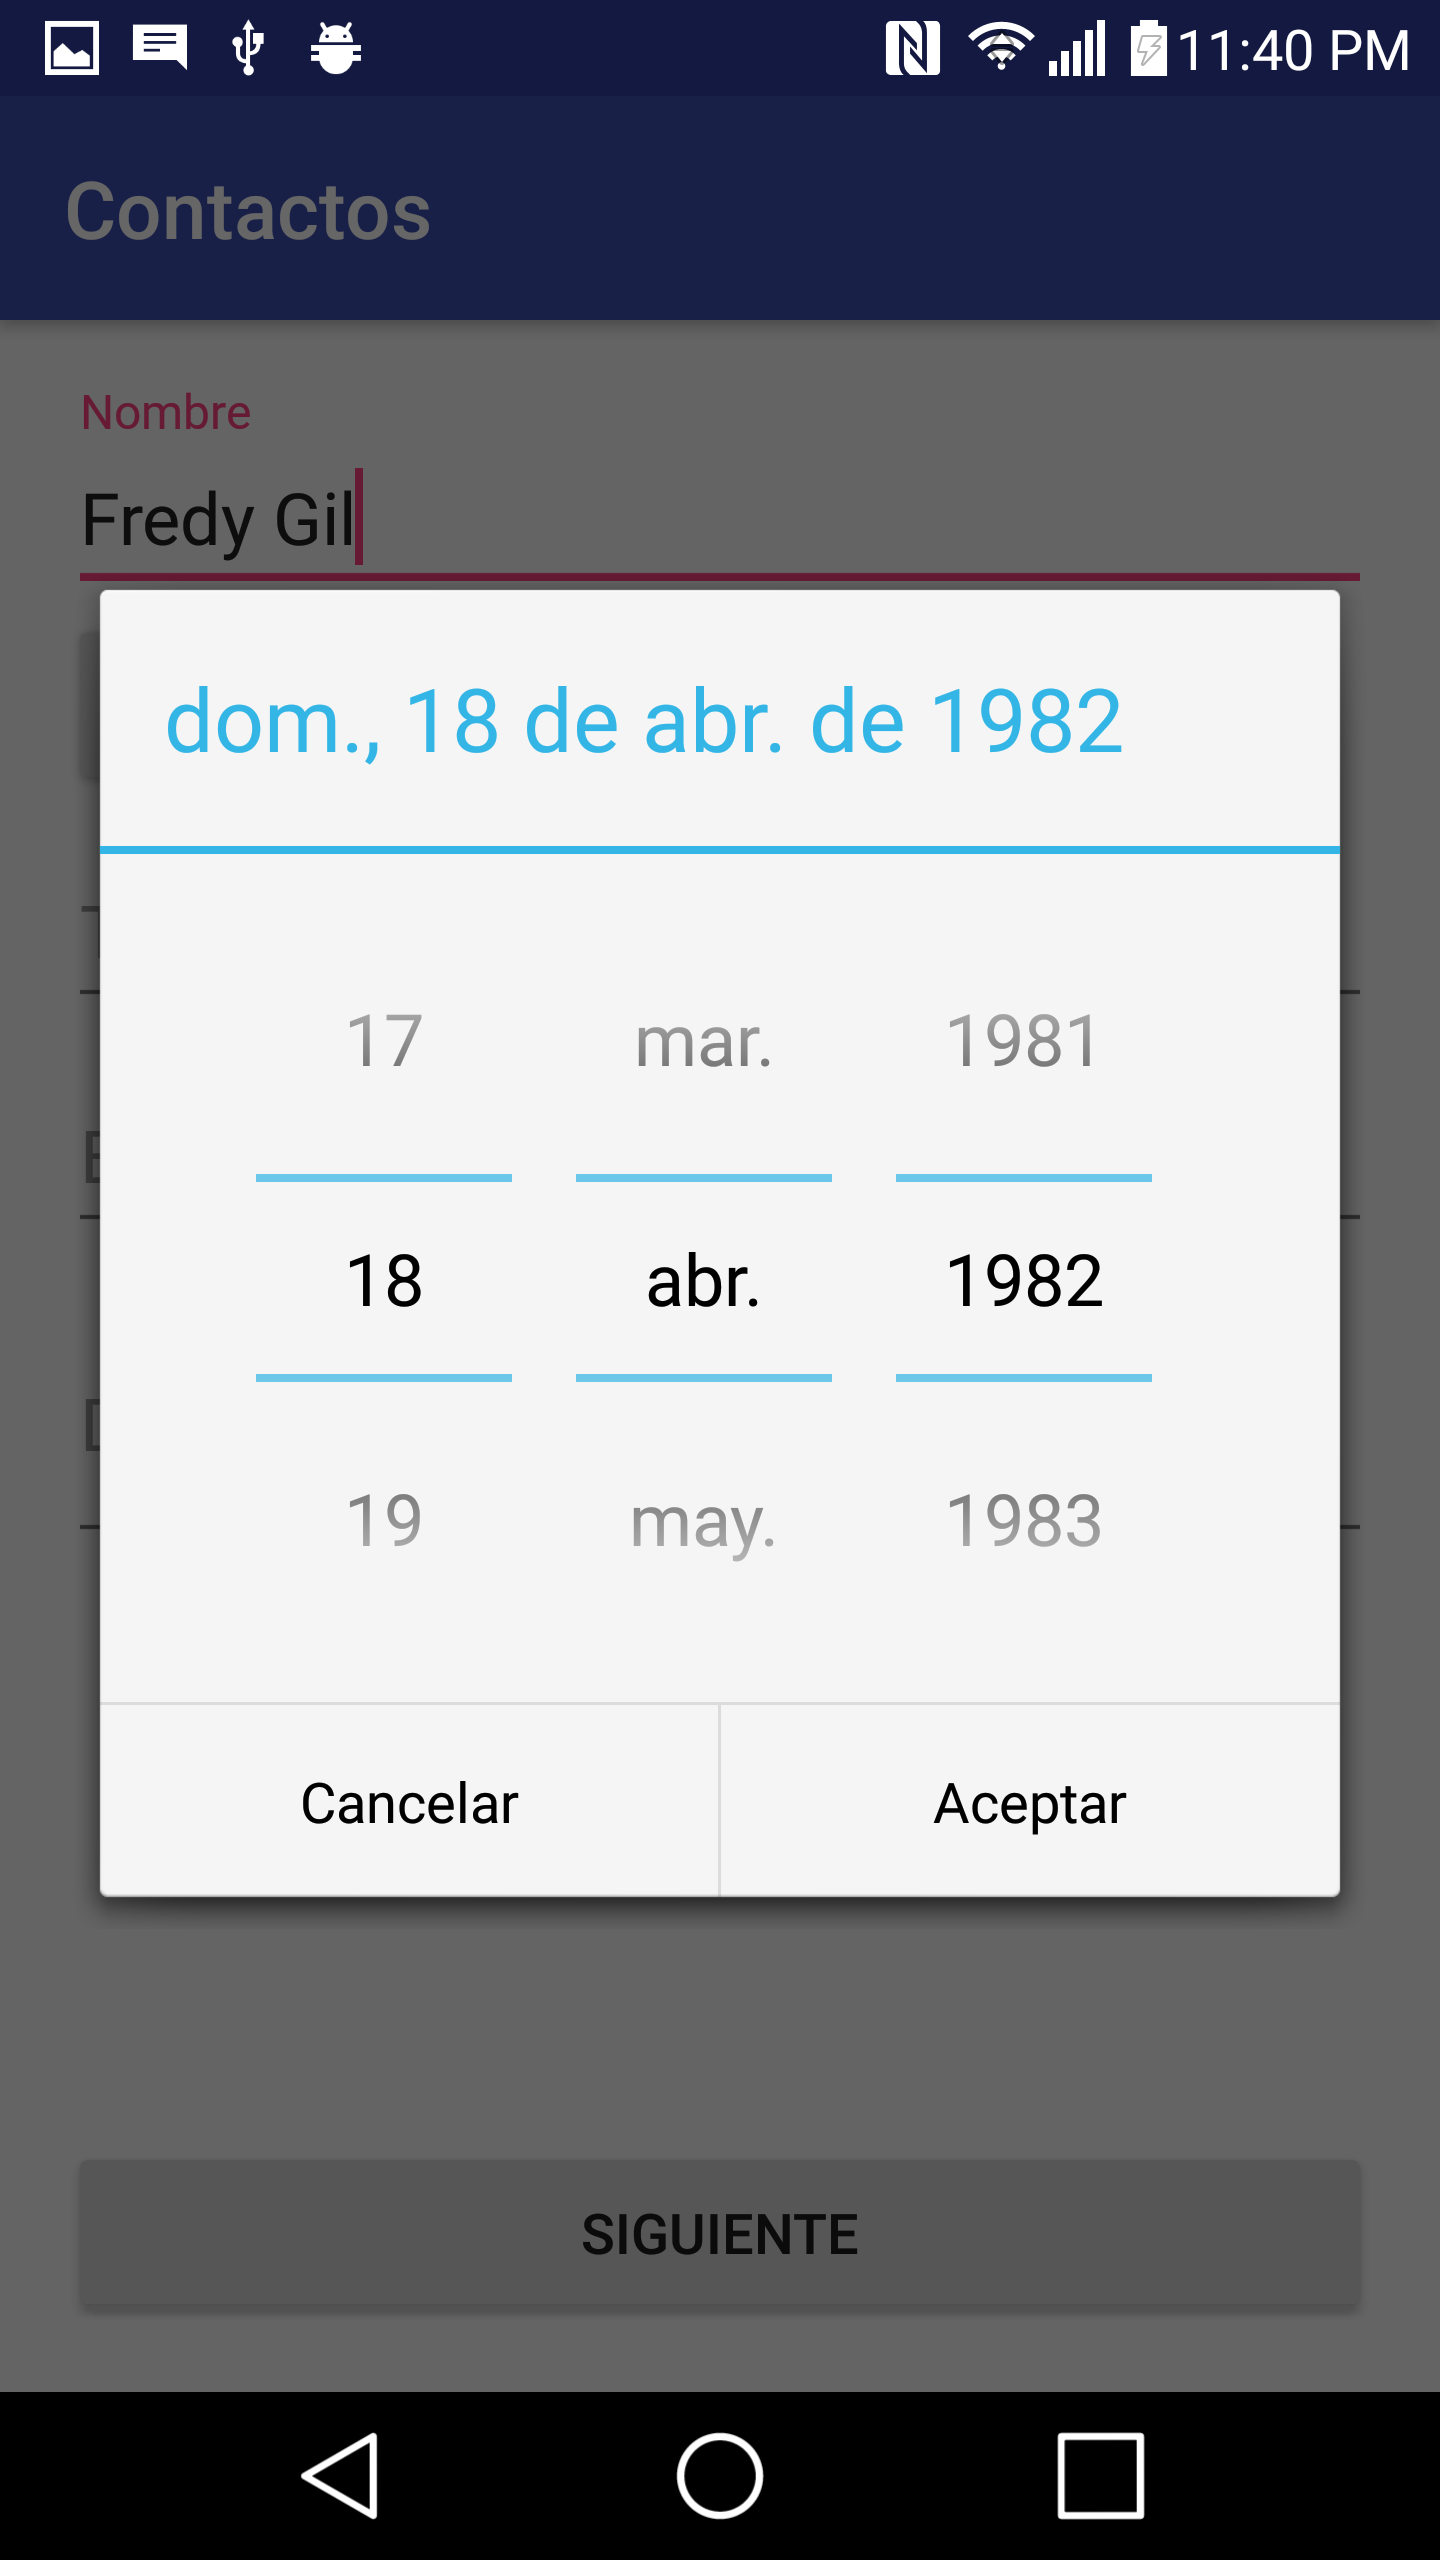 11:40 PM
Contactos
Nombre
Fredy Gil
dom., 18 de abr. de 1982
17 mar. 1981
18 abr. 1982
19 may. 1983
Cancelar Aceptar
SIGUIENTE